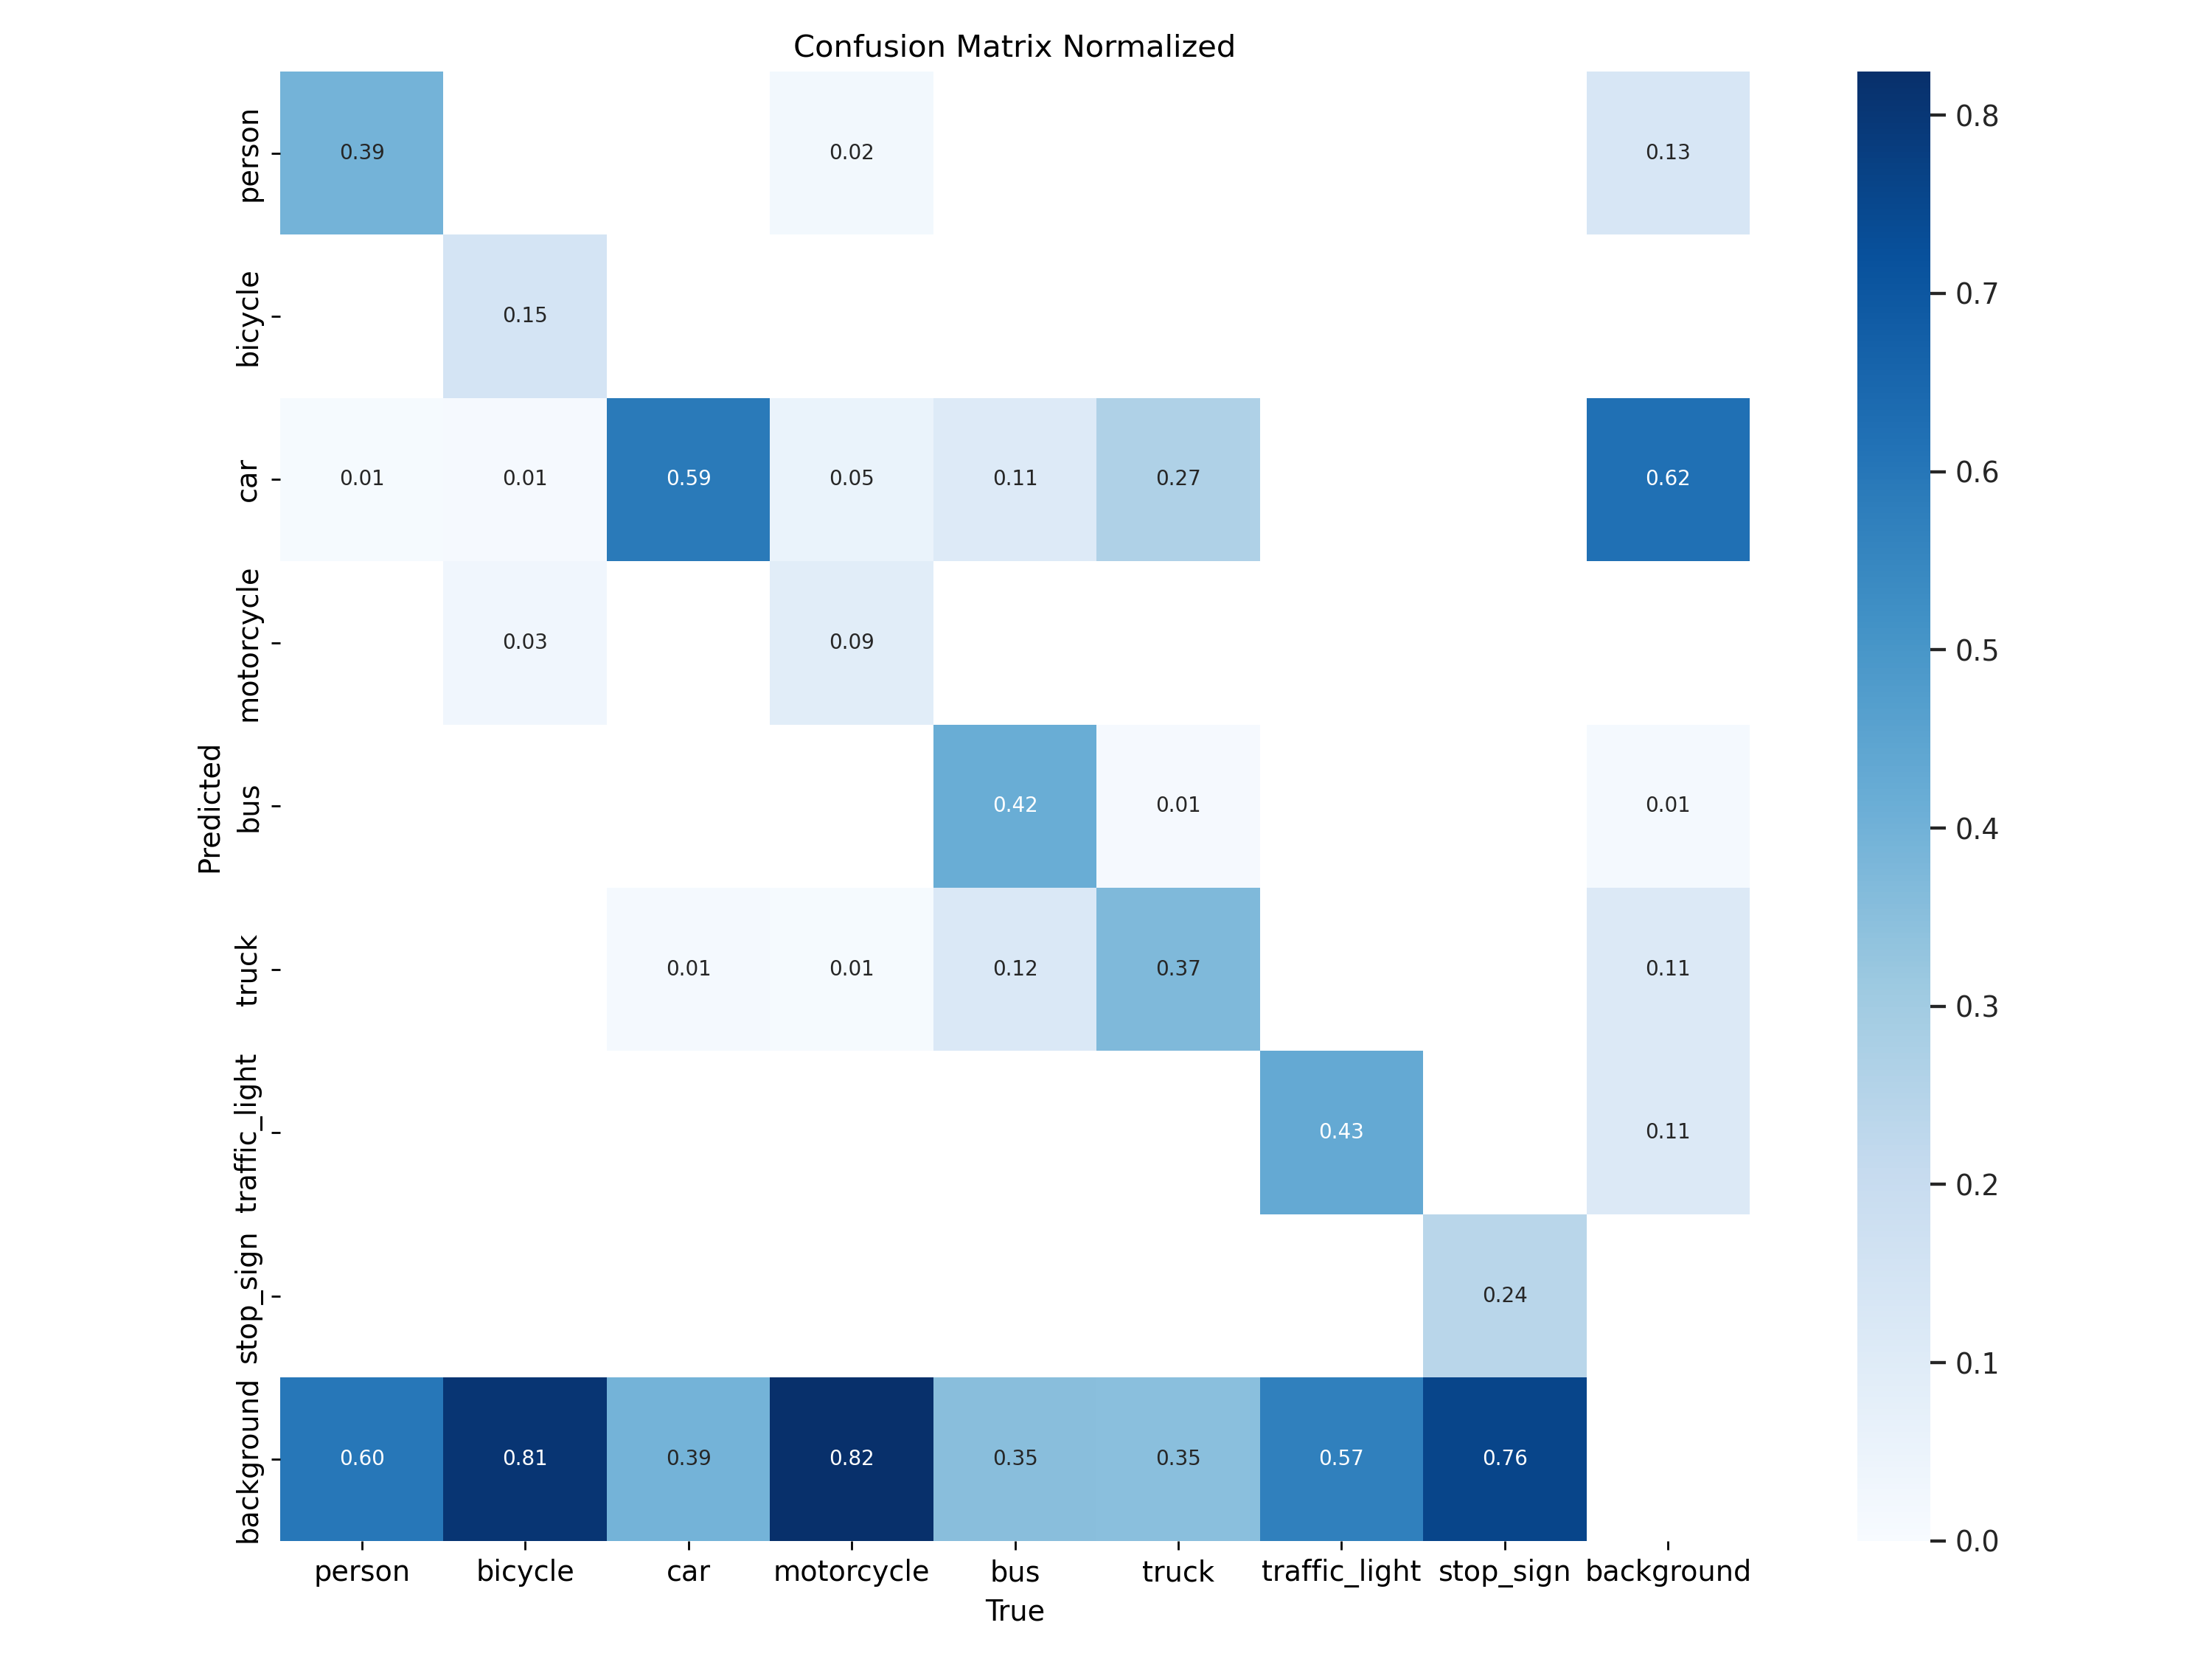 Confusion Matrix Normalized
person 0.39 0.02 0.13
bicycle 0.15
car 0.01 0.01 0.59 0.05 0.11 0.27 0.62
motorcycle 0.03 0.09
bus 0.42 0.01 0.01
truck 0.01 0.01 0.12 0.37 0.11
traffic_light 0.43 0.11
stop_sign 0.24
background 0.60 0.81 0.39 0.82 0.35 0.35 0.57 0.76
Predicted
person bicycle car motorcycle bus truck traffic_light stop_sign background
True
0.8
0.7
0.6
0.5
0.4
0.3
0.2
0.1
0.0